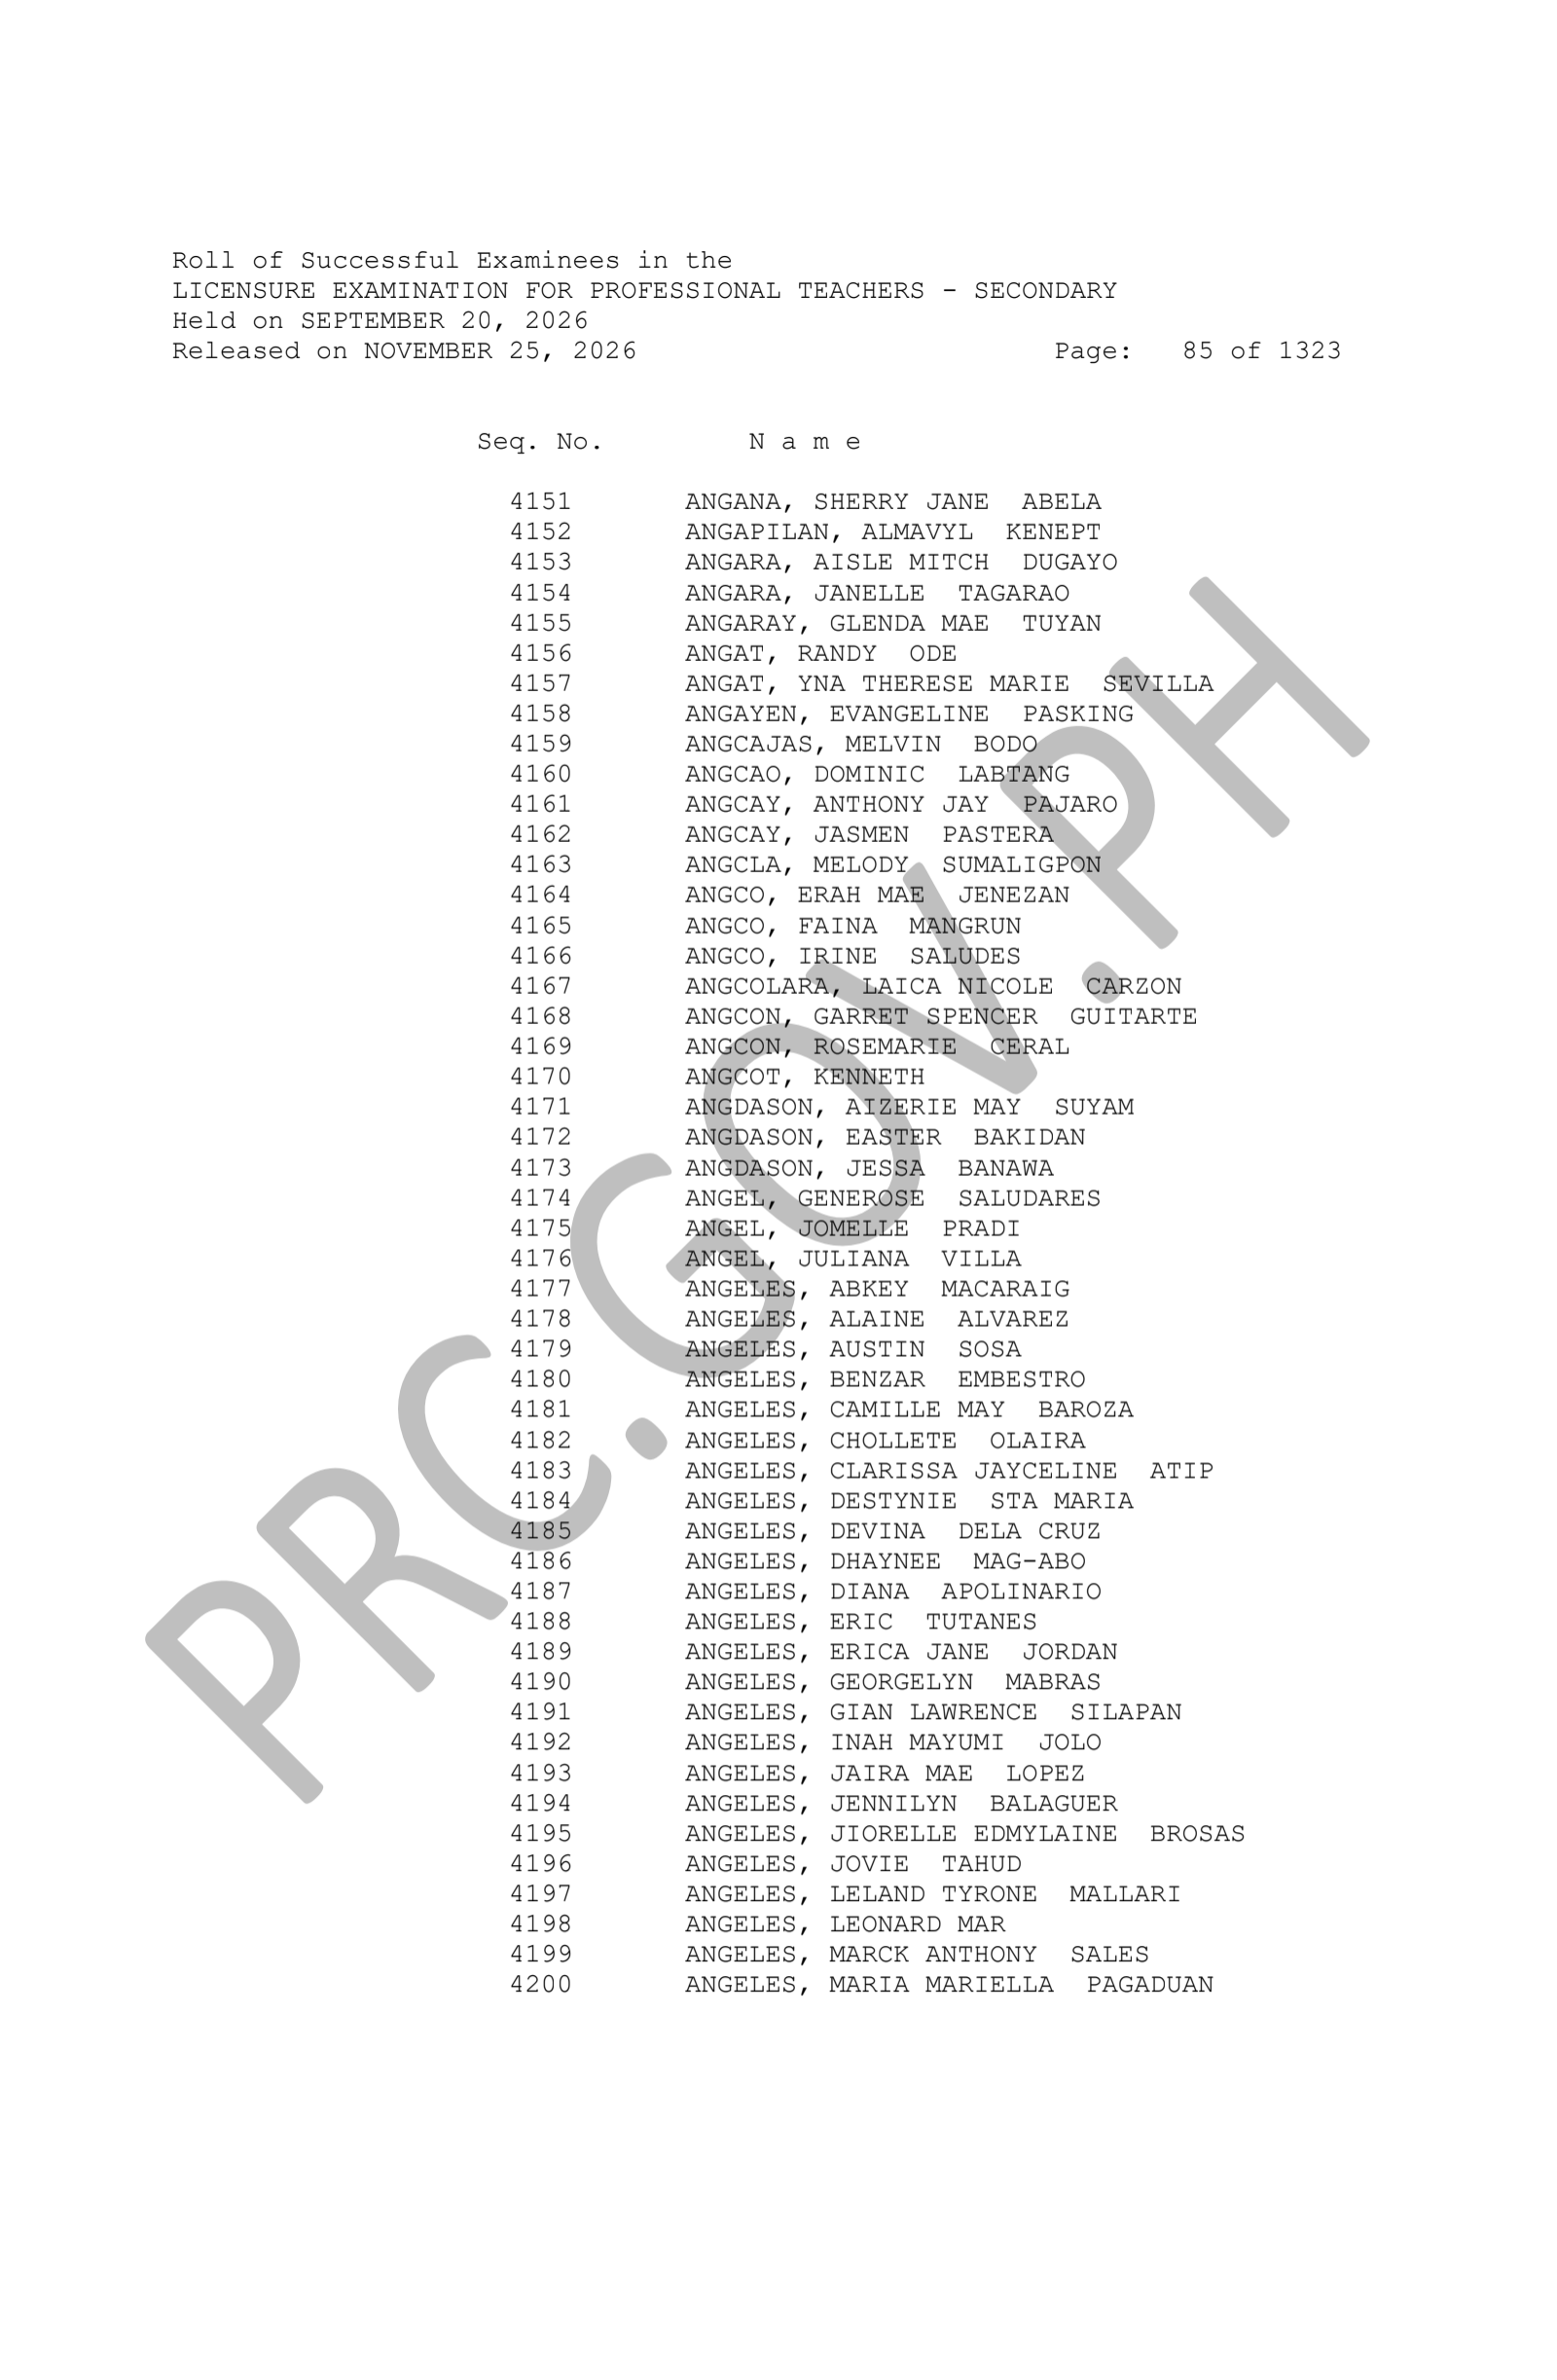 Roll of Successful Examinees in the
LICENSURE EXAMINATION FOR PROFESSIONAL TEACHERS - SECONDARY
Held on SEPTEMBER 20, 2026
Released on NOVEMBER 25, 2026 Page: 85 of 1323
Seq. No. N a m e
4151 ANGANA, SHERRY JANE ABELA
4152 ANGAPILAN, ALMAVYL KENEPT
4153 ANGARA, AISLE MITCH DUGAYO
4154 ANGARA, JANELLE TAGARAO
4155 ANGARAY, GLENDA MAE TUYAN
4156 ANGAT, RANDY ODE
4157 ANGAT, YNA THERESE MARIE SEVILLA
4158 ANGAYEN, EVANGELINE PASKING
4159 ANGCAJAS, MELVIN BODO
4160 ANGCAO, DOMINIC LABTANG
4161 ANGCAY, ANTHONY JAY PAJARO
4162 ANGCAY, JASMEN PASTERA
4163 ANGCLA, MELODY SUMALIGPON
4164 ANGCO, ERAH MAE JENEZAN
4165 ANGCO, FAINA MANGRUN
4166 ANGCO, IRINE SALUDES
4167 ANGCOLARA, LAICA NICOLE CARZON
4168 ANGCON, GARRET SPENCER GUITARTE
4169 ANGCON, ROSEMARIE CERAL
4170 ANGCOT, KENNETH
4171 ANGDASON, AIZERIE MAY SUYAM
4172 ANGDASON, EASTER BAKIDAN
4173 ANGDASON, JESSA BANAWA
4174 ANGEL, GENEROSE SALUDARES
4175 ANGEL, JOMELLE PRADI
4176 ANGEL, JULIANA VILLA
4177 ANGELES, ABKEY MACARAIG
4178 ANGELES, ALAINE ALVAREZ
4179 ANGELES, AUSTIN SOSA
4180 ANGELES, BENZAR EMBESTRO
4181 ANGELES, CAMILLE MAY BAROZA
4182 ANGELES, CHOLLETE OLAIRA
4183 ANGELES, CLARISSA JAYCELINE ATIP
4184 ANGELES, DESTYNIE STA MARIA
4185 ANGELES, DEVINA DELA CRUZ
4186 ANGELES, DHAYNEE MAG-ABO
4187 ANGELES, DIANA APOLINARIO
4188 ANGELES, ERIC TUTANES
4189 ANGELES, ERICA JANE JORDAN
4190 ANGELES, GEORGELYN MABRAS
4191 ANGELES, GIAN LAWRENCE SILAPAN
4192 ANGELES, INAH MAYUMI JOLO
4193 ANGELES, JAIRA MAE LOPEZ
4194 ANGELES, JENNILYN BALAGUER
4195 ANGELES, JIORELLE EDMYLAINE BROSAS
4196 ANGELES, JOVIE TAHUD
4197 ANGELES, LELAND TYRONE MALLARI
4198 ANGELES, LEONARD MAR
4199 ANGELES, MARCK ANTHONY SALES
4200 ANGELES, MARIA MARIELLA PAGADUAN
PRC.GOV.PH